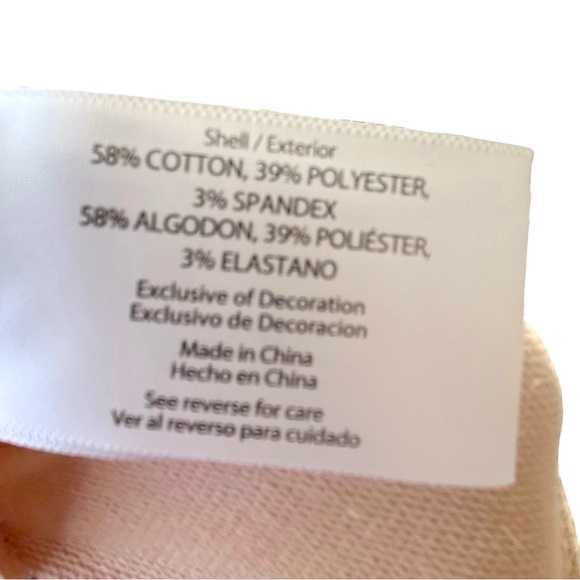 Shell / Exterior
58% COTTON, 39% POLYESTER,
3% SPANDEX
58% ALGODON, 39% POLIÉSTER,
3% ELASTANO
Exclusive of Decoration
Exclusivo de Decoracion
Made in China
Hecho en China
See reverse for care
Ver al reverso para cuidado